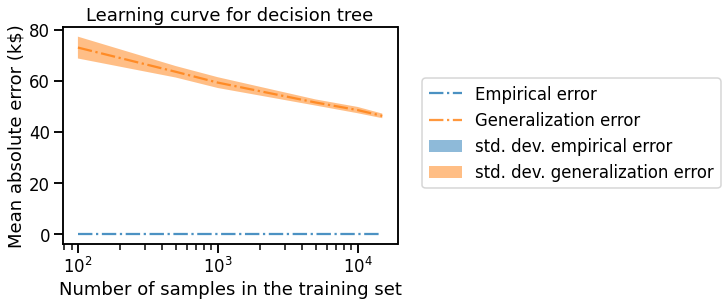 Learning curve for decision tree
Mean absolute error (k$)
80
60
40
20
0
10²
10³
10⁴
Number of samples in the training set
Empirical error
Generalization error
std. dev. empirical error
std. dev. generalization error